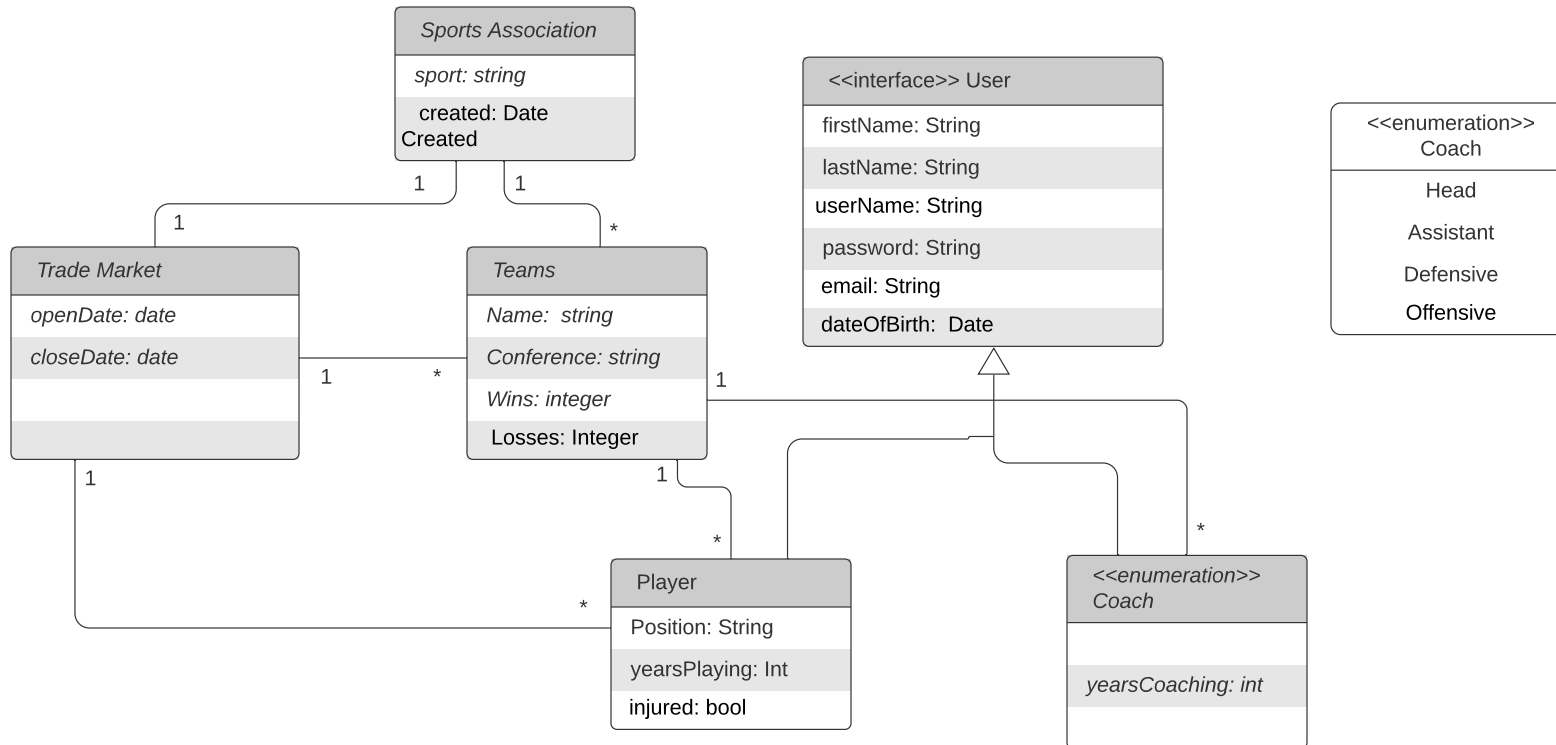 Sports Association
sport: string
created: Date
Created
1
1
1
*
Trade Market
openDate: date
closeDate: date
1
*
1
Teams
Name:  string
Conference: string
Wins: integer
Losses: Integer
1
1
*
*
<<interface>> User
firstName: String
lastName: String
userName: String
password: String
email: String
dateOfBirth:  Date
*
Player
Position: String
yearsPlaying: Int
injured: bool
<<enumeration>>
Coach
yearsCoaching: int
<<enumeration>>
Coach
Head
Assistant
Defensive
Offensive